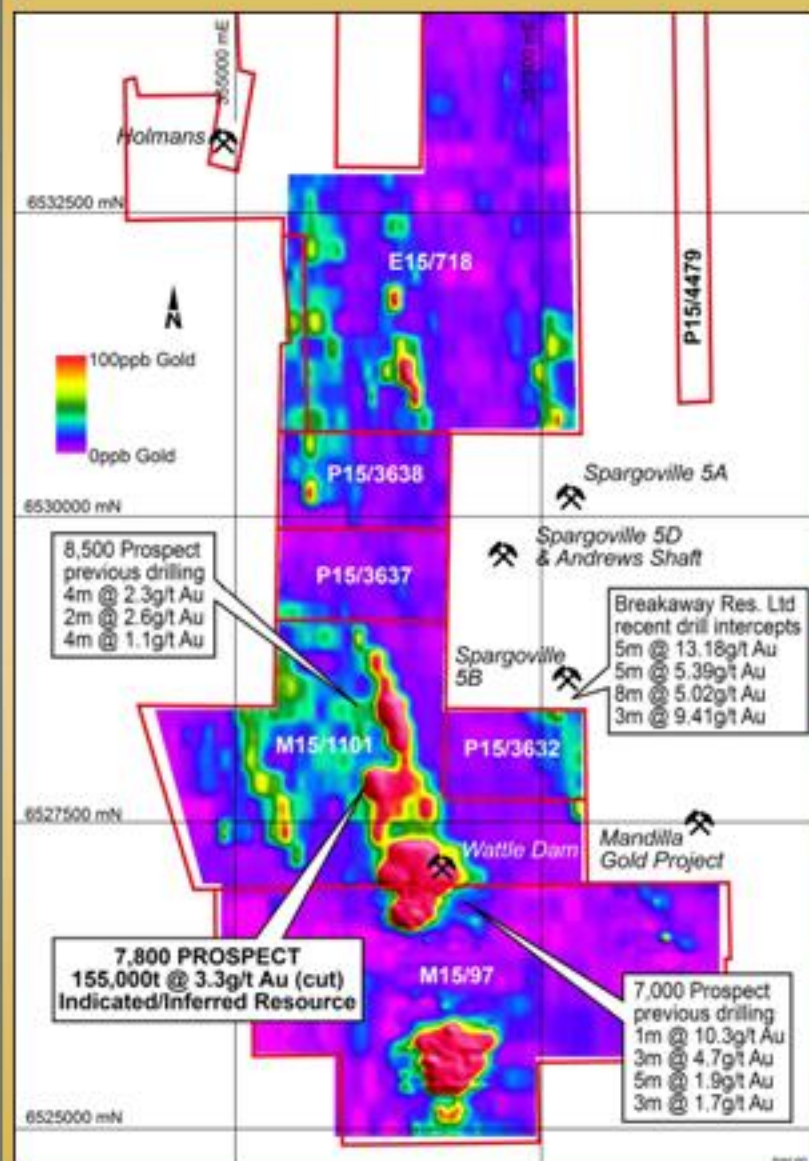 355000 mE
Holmans
6532500 mN
E15/718
P15/4479
N
100ppb Gold
0ppb Gold
P15/3638
Spargoville 5A
6530000 mN
8,500 Prospect
previous drilling
4m @ 2.3g/t Au
2m @ 2.6g/t Au
4m @ 1.1g/t Au
P15/3637
Spargoville 5D
& Andrews Shaft
Breakaway Res. Ltd
recent drill intercepts
5m @ 13.18g/t Au
5m @ 5.39g/t Au
8m @ 5.02g/t Au
3m @ 9.41g/t Au
Spargoville
5B
M15/1101
P15/3632
6527500 mN
Wattle Dam
Mandilla
Gold Project
7,800 PROSPECT
155,000t @ 3.3g/t Au (cut)
Indicated/Inferred Resource
M15/97
7,000 Prospect
previous drilling
1m @ 10.3g/t Au
3m @ 4.7g/t Au
5m @ 1.9g/t Au
3m @ 1.7g/t Au
6525000 mN